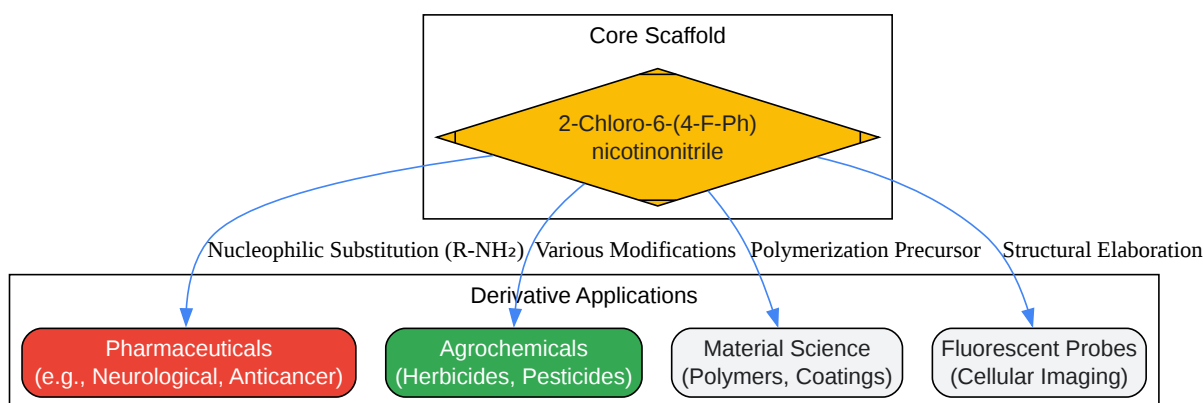 Core Scaffold
2-Chloro-6-(4-F-Ph)
nicotinonitrile
Nucleophilic Substitution (R-NH₂) Various Modifications Polymerization Precursor Structural Elaboration
Derivative Applications
Pharmaceuticals
(e.g., Neurological, Anticancer)
Agrochemicals
(Herbicides, Pesticides)
Material Science
(Polymers, Coatings)
Fluorescent Probes
(Cellular Imaging)